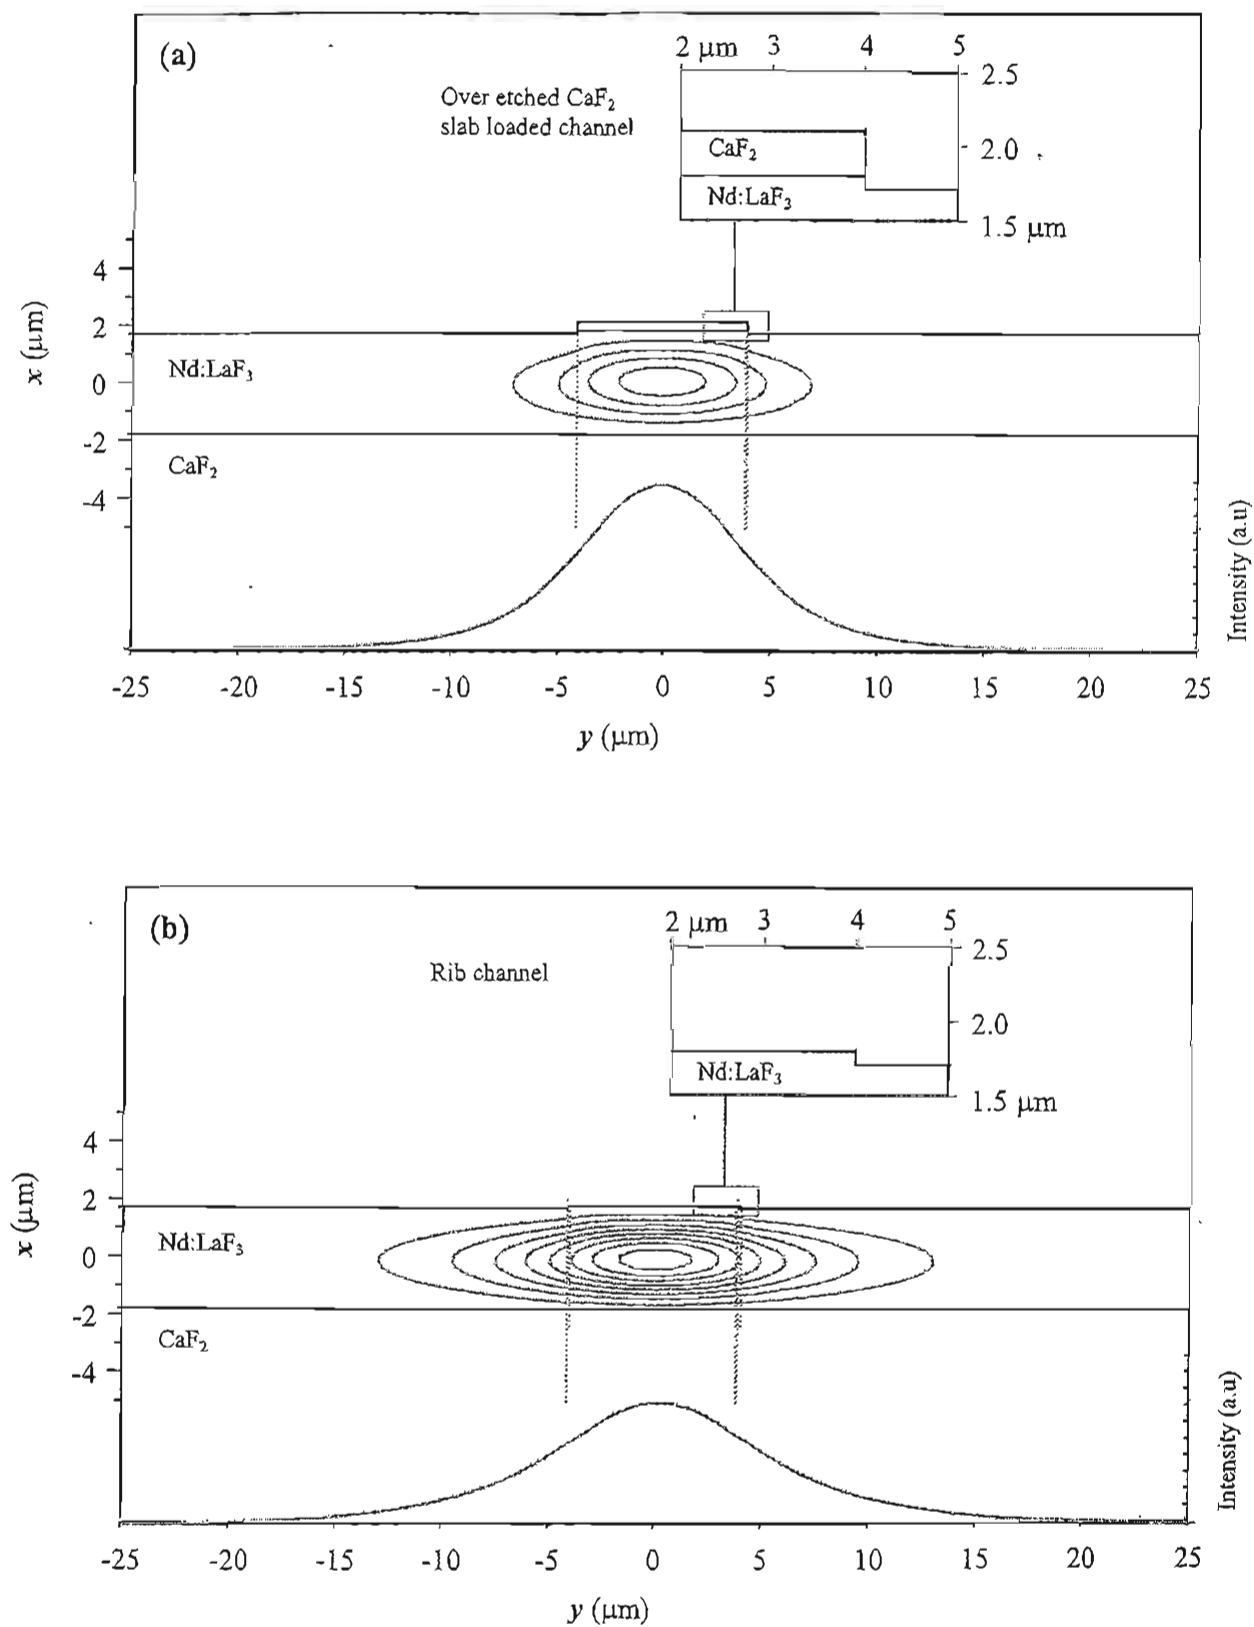 (a)
2 μm 3 4 5
Over etched CaF₂
slab loaded channel
2.5
CaF₂
2.0
Nd:LaF₃
1.5 μm
4
2
x (μm)
Nd:LaF₃
0
-2
CaF₂
-4
Intensity (a.u)
-25 -20 -15 -10 -5 0 5 10 15 20 25
y (μm)
(b)
2 μm 3 4 5
Rib channel
2.5
2.0
Nd:LaF₃
1.5 μm
4
2
x (μm)
Nd:LaF₃
0
-2
CaF₂
-4
Intensity (a.u)
-25 -20 -15 -10 -5 0 5 10 15 20 25
y (μm)